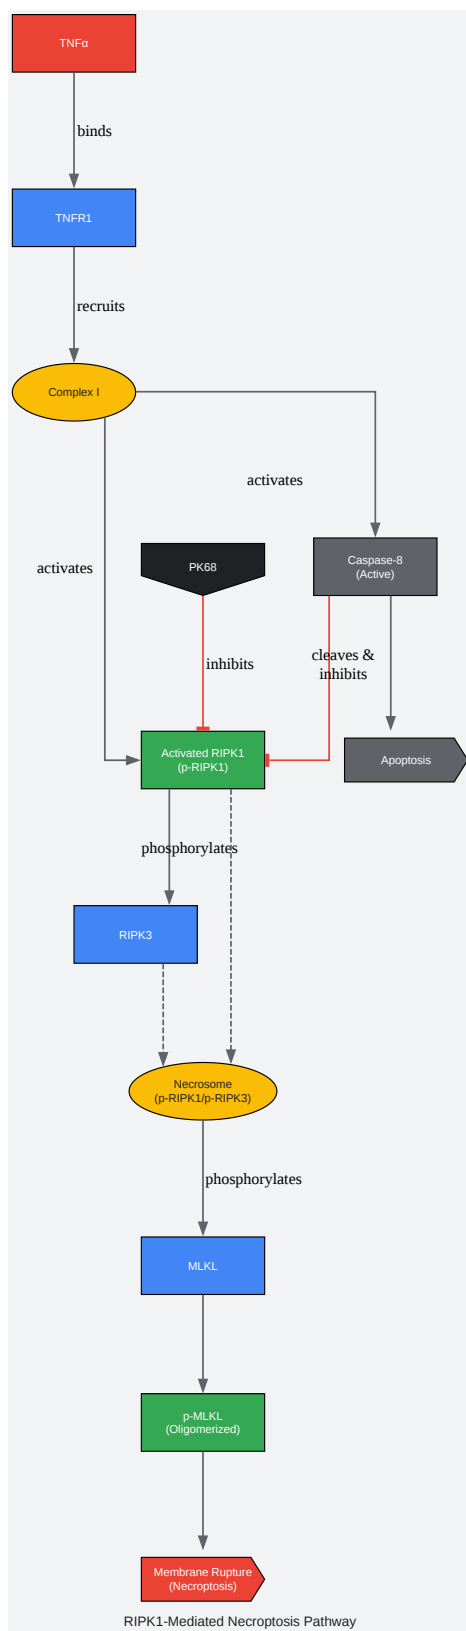 TNFα
binds
TNFR1
recruits
Complex I
activates
activates
PK68
Caspase-8
(Active)
inhibits
cleaves &
inhibits
Activated RIPK1
(p-RIPK1)
Apoptosis
phosphorylates
RIPK3
Necrosome
(p-RIPK1/p-RIPK3)
phosphorylates
MLKL
p-MLKL
(Oligomerized)
Membrane Rupture
(Necroptosis)
RIPK1-Mediated Necroptosis Pathway